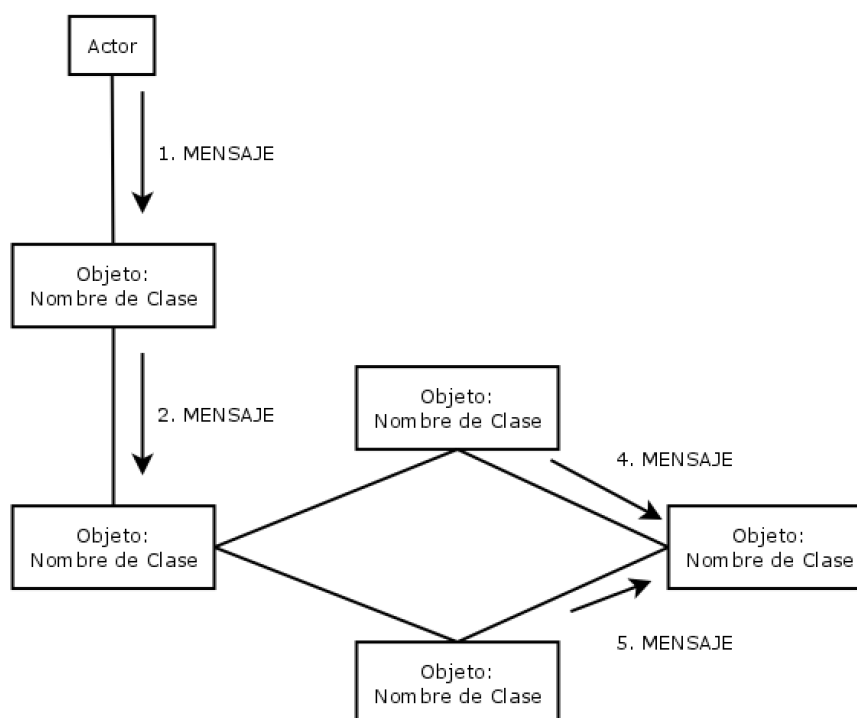 Actor
1. MENSAJE
Objeto:
Nombre de Clase
2. MENSAJE
Objeto:
Nombre de Clase
Objeto:
Nombre de Clase
4. MENSAJE
Objeto:
Nombre de Clase
5. MENSAJE
Objeto:
Nombre de Clase